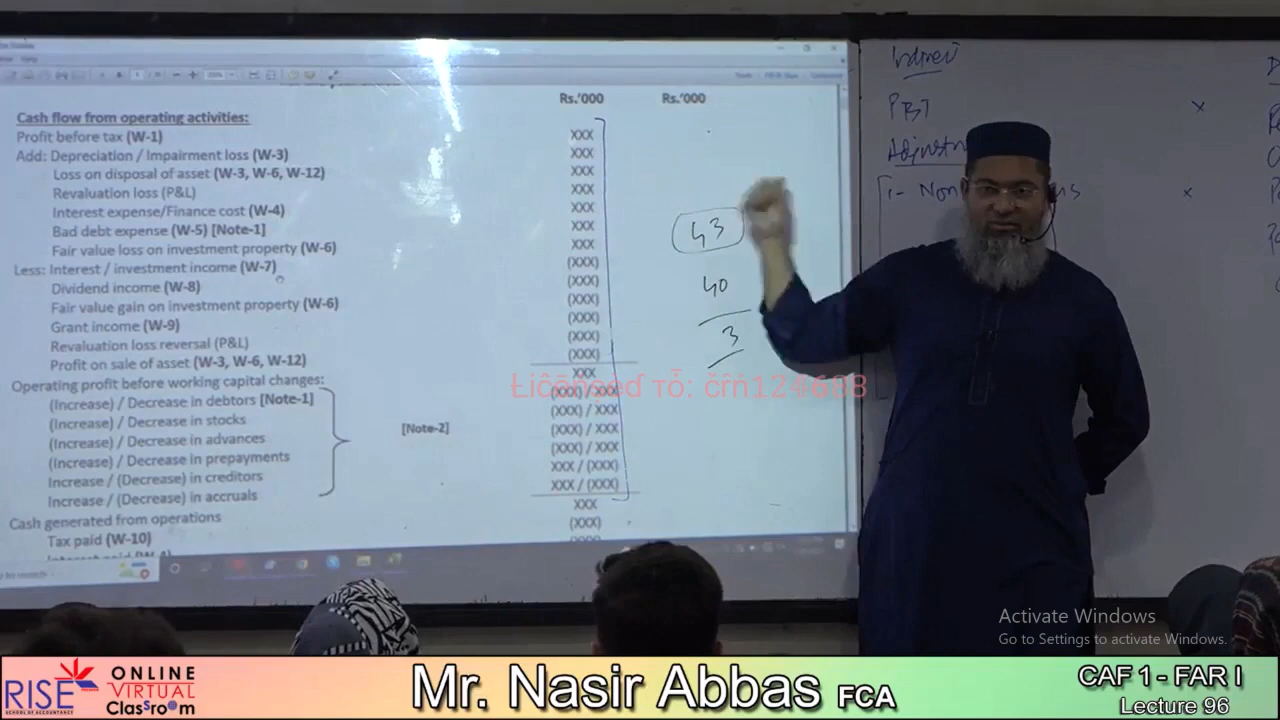 Rs.'000 Rs.'000
Cash flow from operating activities:
Profit before tax (W-1) XXX
Add: Depreciation / Impairment loss (W-3) XXX
Loss on disposal of asset (W-3, W-6, W-12) XXX
Revaluation loss (P&L) XXX
Interest expense/Finance cost (W-4) XXX
Bad debt expense (W-5) [Note-1] XXX
Fair value loss on investment property (W-6) XXX
Less: Interest / investment income (W-7) (XXX)
Dividend income (W-8) (XXX)
Fair value gain on investment property (W-6) (XXX)
Grant income (W-9) (XXX)
Revaluation loss reversal (P&L) (XXX)
Profit on sale of asset (W-3, W-6, W-12) (XXX)
Operating profit before working capital changes: XXX
(Increase) / Decrease in debtors [Note-1] (XXX) / XXX
(Increase) / Decrease in stocks (XXX) / XXX
(Increase) / Decrease in advances [Note-2] (XXX) / XXX
(Increase) / Decrease in prepayments (XXX) / XXX
Increase / (Decrease) in creditors XXX / (XXX)
Increase / (Decrease) in accruals XXX / (XXX)
Cash generated from operations XXX
Tax paid (W-10) (XXX)
43
40
3
Indirect
PBT x
1- Non x
Activate Windows
Go to Settings to activate Windows.
RISE
SCHOOL OF ACCOUNTANCY
ONLINE
VIRTUAL
ClasSro@m
Mr. Nasir Abbas FCA
CAF 1 - FAR I
Lecture 96